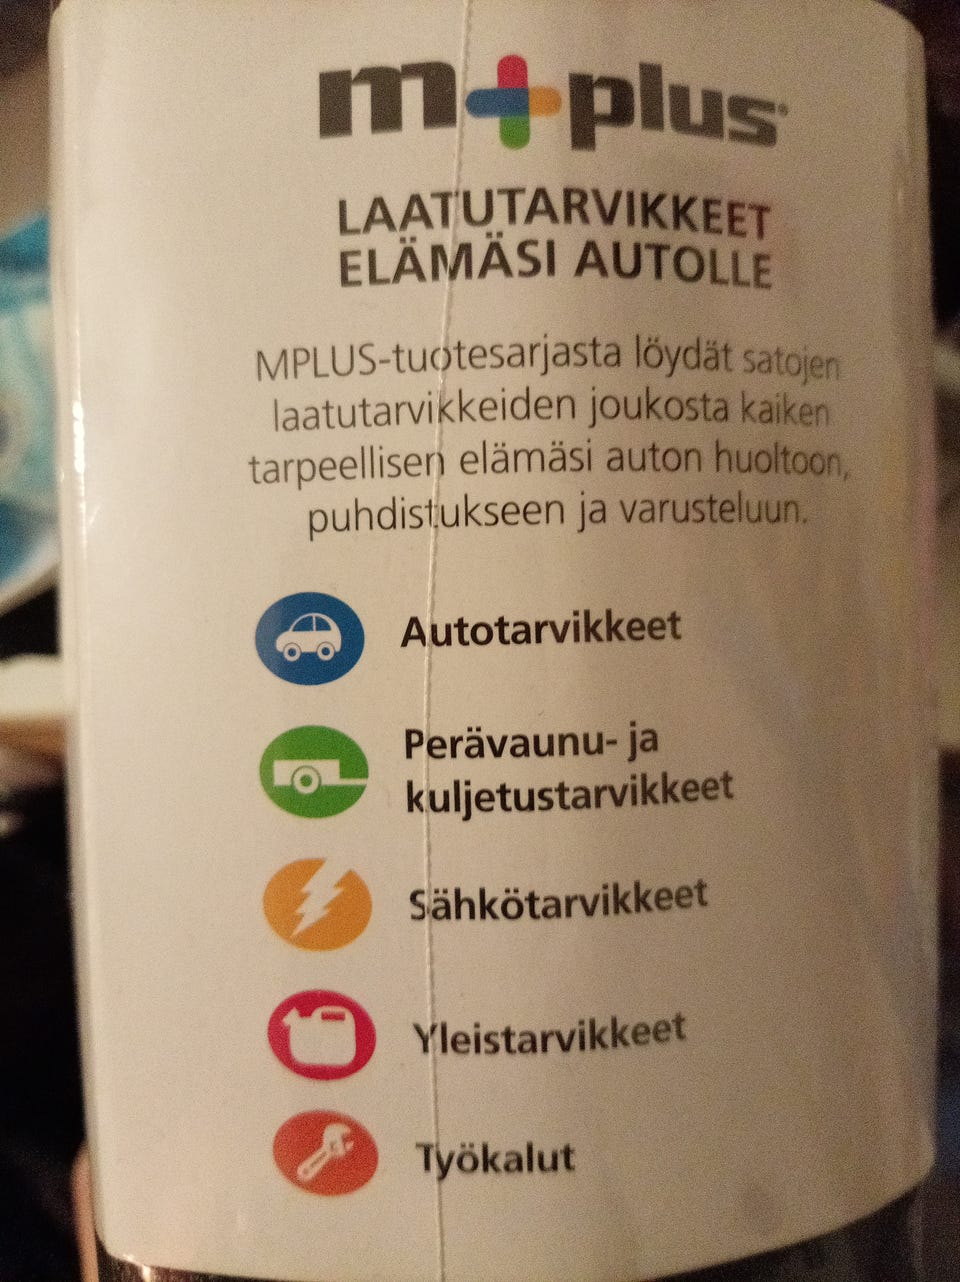 m+plus
LAATUTARVIKKEET
ELÄMÄSI AUTOLLE
MPLUS-tuotesarjasta löydät satojen
laatutarvikkeiden joukosta kaiken
tarpeellisen elämäsi auton huoltoon,
puhdistukseen ja varusteluun.
Autotarvikkeet
Perävaunu- ja
kuljetustarvikkeet
Sähkötarvikkeet
Yleistarvikkeet
Työkalut